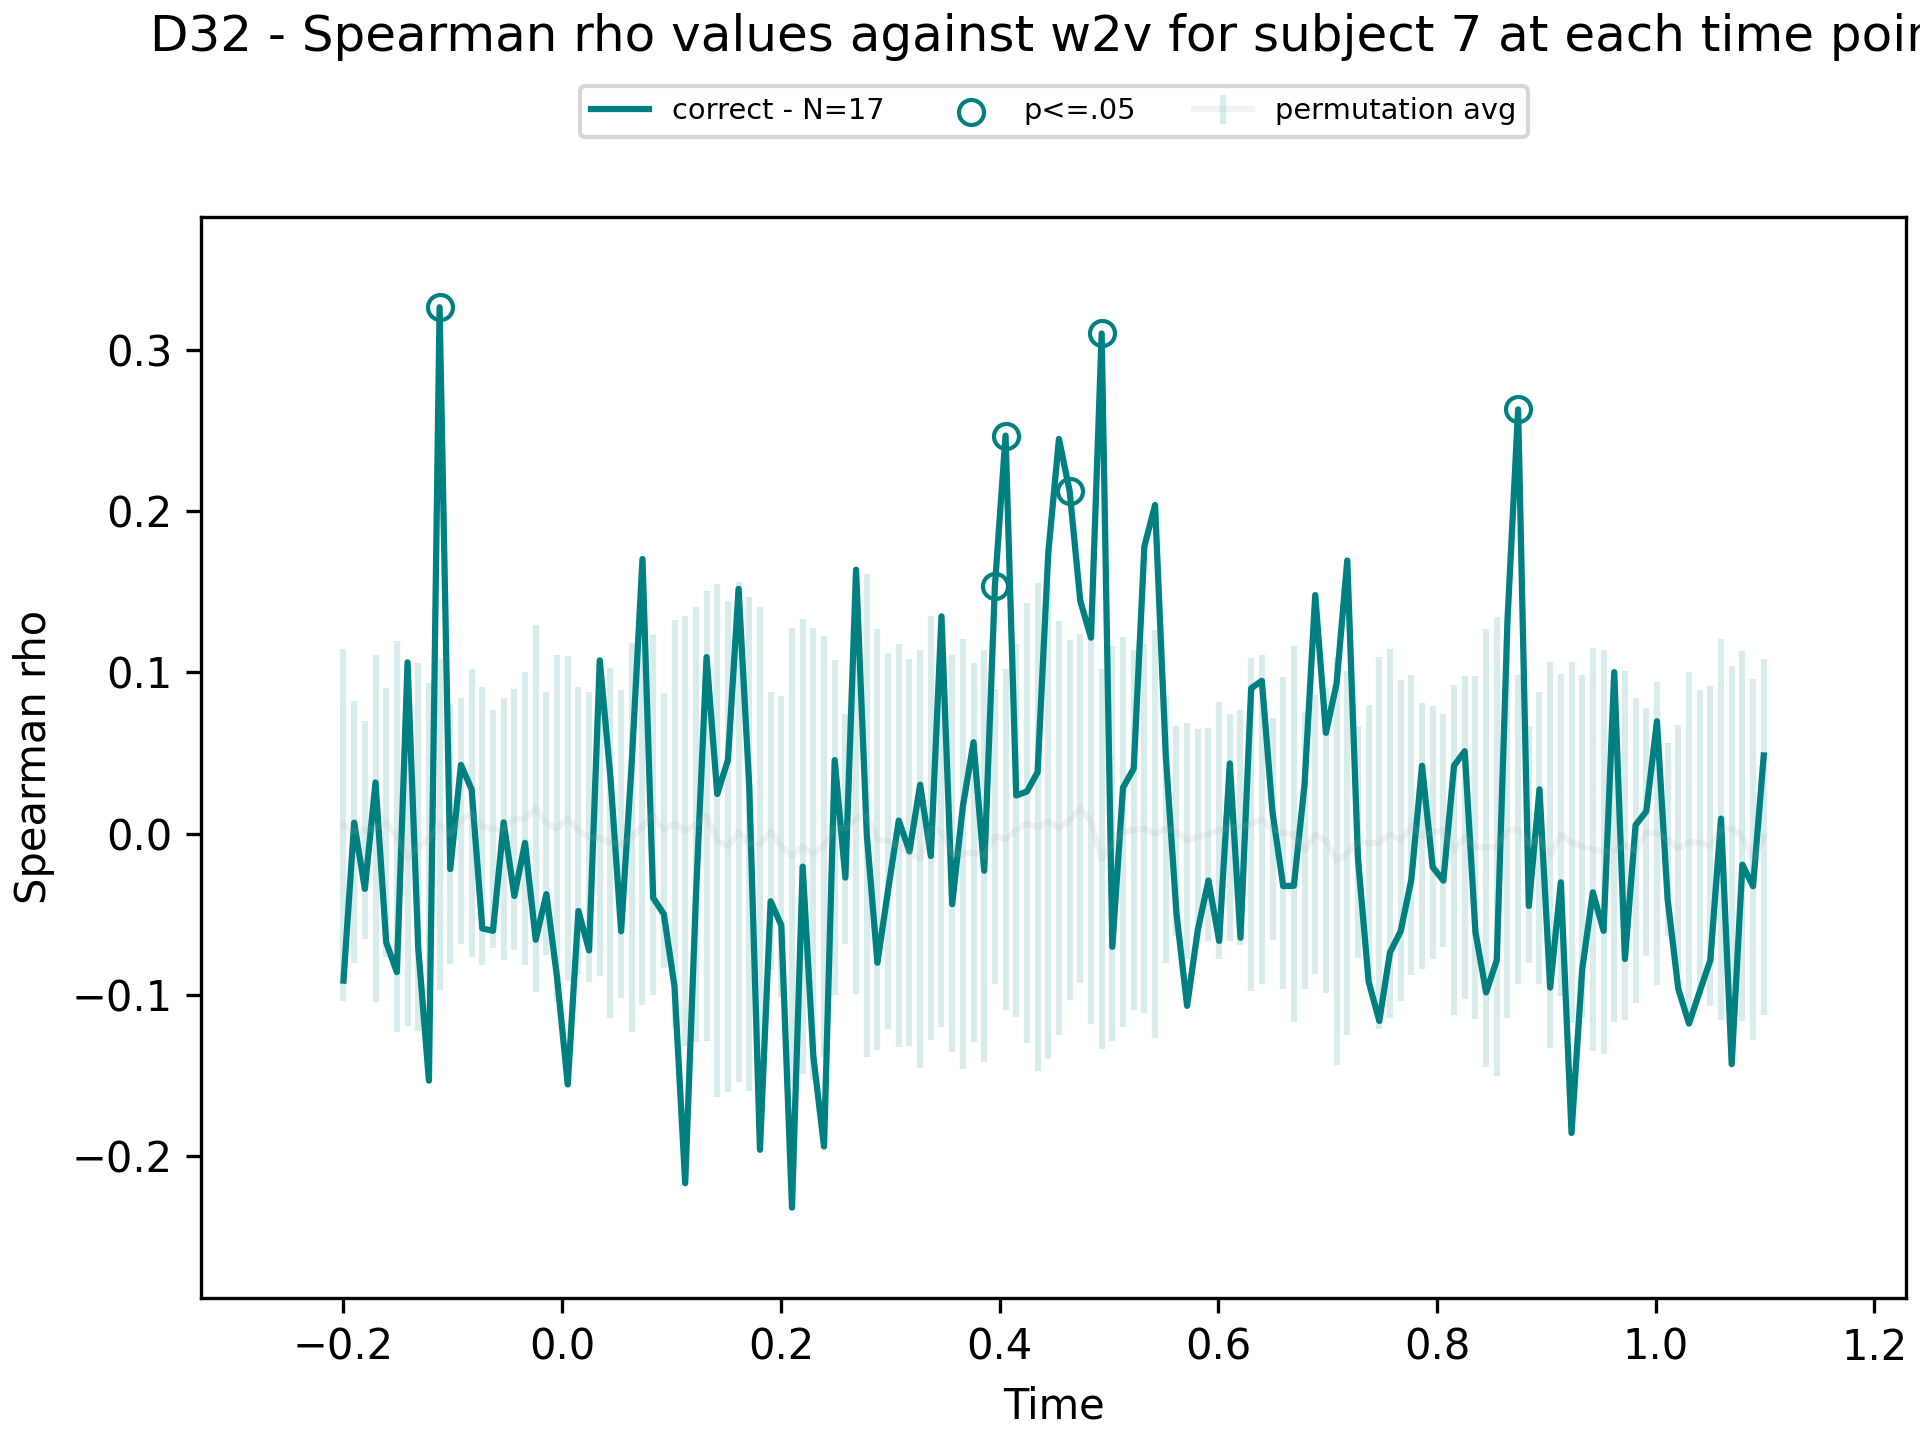 D32 - Spearman rho values against w2v for subject 7 at each time
correct - N=17 p<=.05 permutation avg
Spearman rho
0.3
0.2
0.1
0.0
−0.1
−0.2
−0.2 0.0 0.2 0.4 0.6 0.8 1.0 1.2
Time